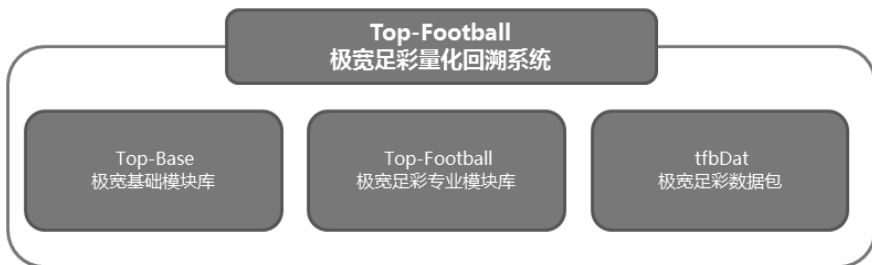 Top-Football
极宽足彩量化回溯系统
Top-Base
极宽基础模块库
Top-Football
极宽足彩专业模块库
tfbDat
极宽足彩数据包